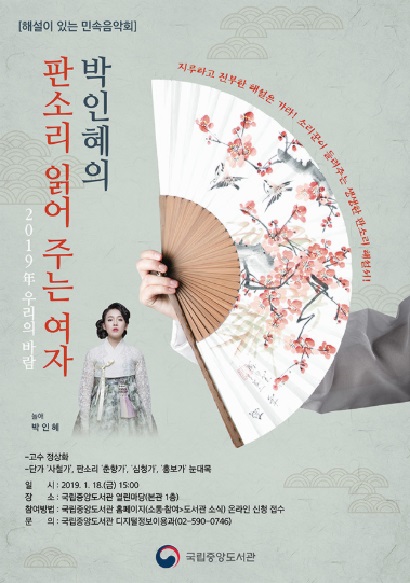 [해설이 있는 민속음악회]
박인혜의
판소리 읽어 주는 여자
2019年 우리의 바람
지루하고 진부한 해설은 가라! 소리꾼이 들려주는 생생한 판소리 해설회!
놀이
박인혜
-고수 정상화
-단가 '사철가', 판소리 '춘향가', '심청가', '흥보가' 눈대목
일 시 : 2019. 1. 18.(금) 15:00
장 소 : 국립중앙도서관 열린마당(본관 1층)
참여방법 : 국립중앙도서관 홈페이지(소통·참여>도서관 소식) 온라인 신청 접수
문 의 : 국립중앙도서관 디지털정보이용과(02-590-0746)
국립중앙도서관